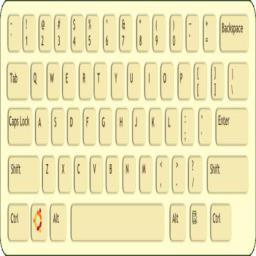 ~ ! @ # $ % ^ & * ( ) _ + Backspace
` 1 2 3 4 5 6 7 8 9 0 - =
Tab Q W E R T Y U I O P { } |
[ ] \
Caps Lock A S D F G H J K L : " Enter
; '
Shift Z X C V B N M < > ? Shift
, . /
Ctrl Alt Alt Ctrl